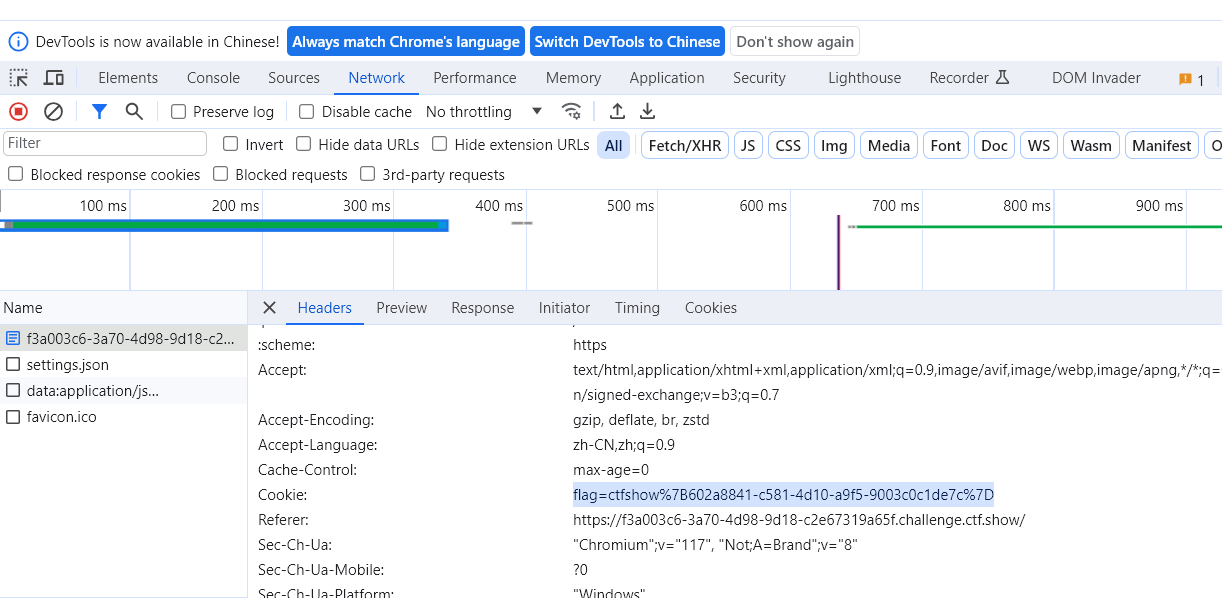 DevTools is now available in Chinese! Always match Chrome's language Switch DevTools to Chinese Don't show again
Elements Console Sources Network Performance Memory Application Security Lighthouse Recorder DOM Invader 1
Preserve log Disable cache No throttling
Filter Invert Hide data URLs Hide extension URLs All Fetch/XHR JS CSS Img Media Font Doc WS Wasm Manifest
Blocked response cookies Blocked requests 3rd-party requests
100 ms 200 ms 300 ms 400 ms 500 ms 600 ms 700 ms 800 ms 900 ms
Name Headers Preview Response Initiator Timing Cookies
f3a003c6-3a70-4d98-9d18-c2...
settings.json
data:application/js...
favicon.ico
:scheme: https
Accept: text/html,application/xhtml+xml,application/xml;q=0.9,image/avif,image/webp,image/apng,*/*;q=
n/signed-exchange;v=b3;q=0.7
Accept-Encoding: gzip, deflate, br, zstd
Accept-Language: zh-CN,zh;q=0.9
Cache-Control: max-age=0
Cookie: flag=ctfshow%7B602a8841-c581-4d10-a9f5-9003c0c1de7c%7D
Referer: https://f3a003c6-3a70-4d98-9d18-c2e67319a65f.challenge.ctf.show/
Sec-Ch-Ua: "Chromium";v="117", "Not;A=Brand";v="8"
Sec-Ch-Ua-Mobile: ?0
Sec-Ch-Ua-Platform: "Windows"